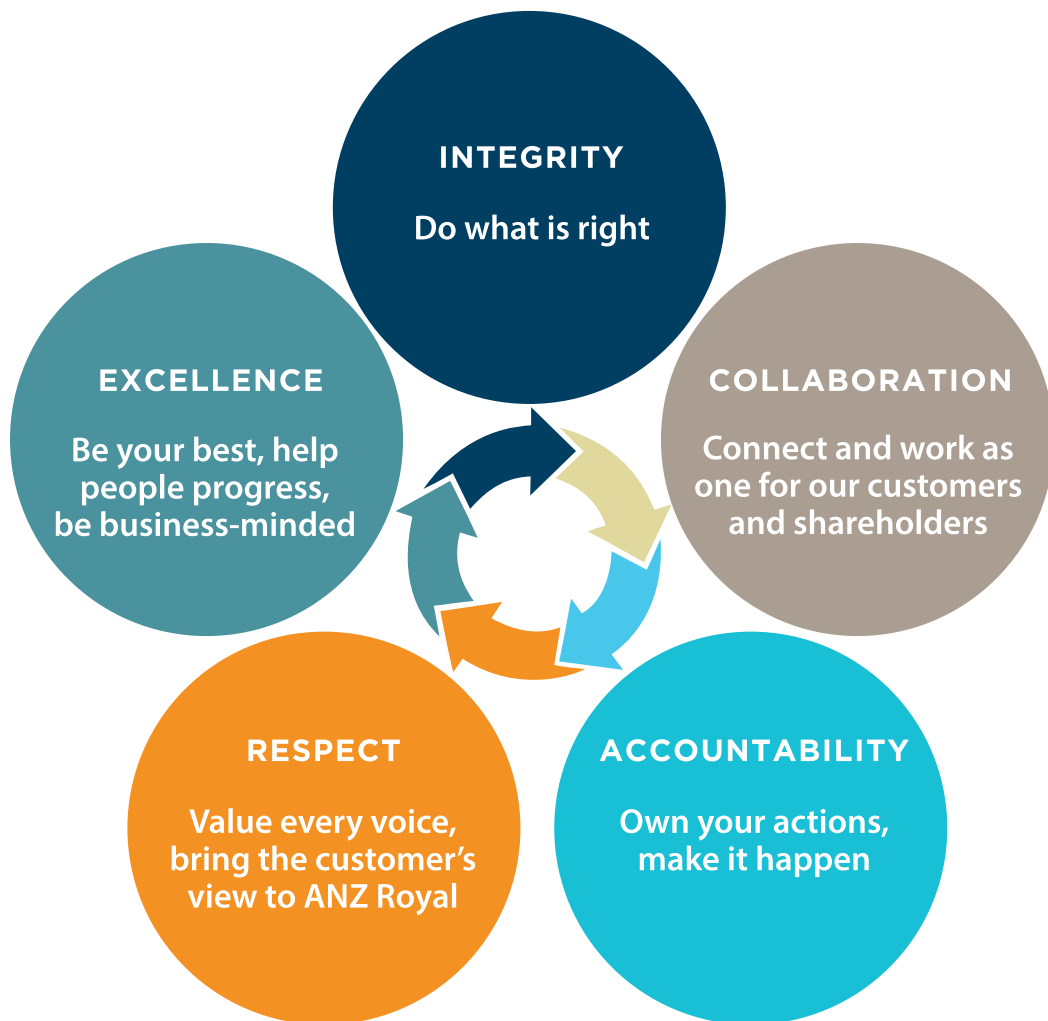 INTEGRITY
Do what is right
COLLABORATION
Connect and work as
one for our customers
and shareholders
ACCOUNTABILITY
Own your actions,
make it happen
RESPECT
Value every voice,
bring the customer’s
view to ANZ Royal
EXCELLENCE
Be your best, help
people progress,
be business-minded